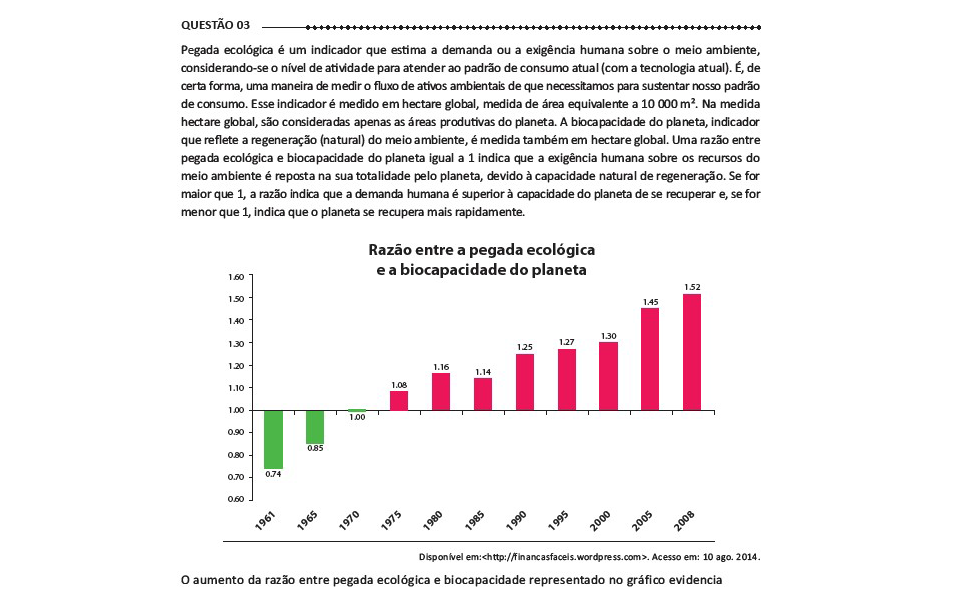 QUESTÃO 03
Pegada ecológica é um indicador que estima a demanda ou a exigência humana sobre o meio ambiente,
considerando-se o nível de atividade para atender ao padrão de consumo atual (com a tecnologia atual). É, de
certa forma, uma maneira de medir o fluxo de ativos ambientais de que necessitamos para sustentar nosso padrão
de consumo. Esse indicador é medido em hectare global, medida de área equivalente a 10 000 m². Na medida
hectare global, são consideradas apenas as áreas produtivas do planeta. A biocapacidade do planeta, indicador
que reflete a regeneração (natural) do meio ambiente, é medida também em hectare global. Uma razão entre
pegada ecológica e biocapacidade do planeta igual a 1 indica que a exigência humana sobre os recursos do
meio ambiente é reposta na sua totalidade pelo planeta, devido à capacidade natural de regeneração. Se for
maior que 1, a razão indica que a demanda humana é superior à capacidade do planeta de se recuperar e, se for
menor que 1, indica que o planeta se recupera mais rapidamente.
Razão entre a pegada ecológica
e a biocapacidade do planeta
1.60
1.50
1.40
1.30
1.20
1.10
1.00
0.90
0.80
0.70
0.60
0.74
0.85
1.00
1.08
1.16
1.14
1.25
1.27
1.30
1.45
1.52
1961
1965
1970
1975
1980
1985
1990
1995
2000
2005
2008
Disponível em:<http://financasfaceis.wordpress.com>. Acesso em: 10 ago. 2014.
O aumento da razão entre pegada ecológica e biocapacidade representado no gráfico evidencia